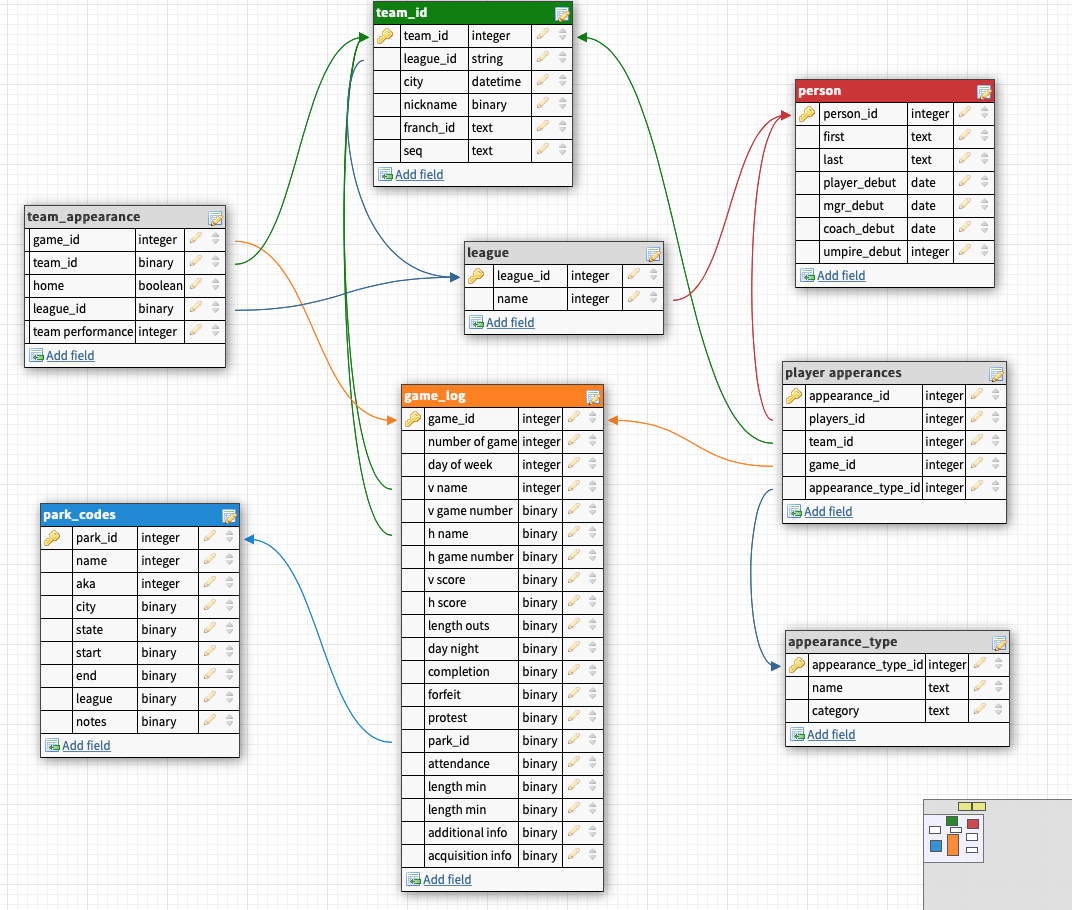 team_id
team_id integer
league_id string
city datetime
nickname binary
franch_id text
seq text
Add field
person
person_id integer
first text
last text
player_debut date
mgr_debut date
coach_debut date
umpire_debut integer
Add field
team_appearance
game_id integer
team_id binary
home boolean
league_id binary
team performance integer
Add field
league
league_id integer
name integer
Add field
player apperances
appearance_id integer
players_id integer
team_id integer
game_id integer
appearance_type_id integer
Add field
game_log
game_id integer
number of game integer
day of week integer
v name integer
v game number binary
h name binary
h game number binary
v score binary
h score binary
length outs binary
day night binary
completion binary
forfeit binary
protest binary
park_id binary
attendance binary
length min binary
length min binary
additional info binary
acquisition info binary
Add field
park_codes
park_id integer
name integer
aka integer
city binary
state binary
start binary
end binary
league binary
notes binary
Add field
appearance_type
appearance_type_id integer
name text
category text
Add field